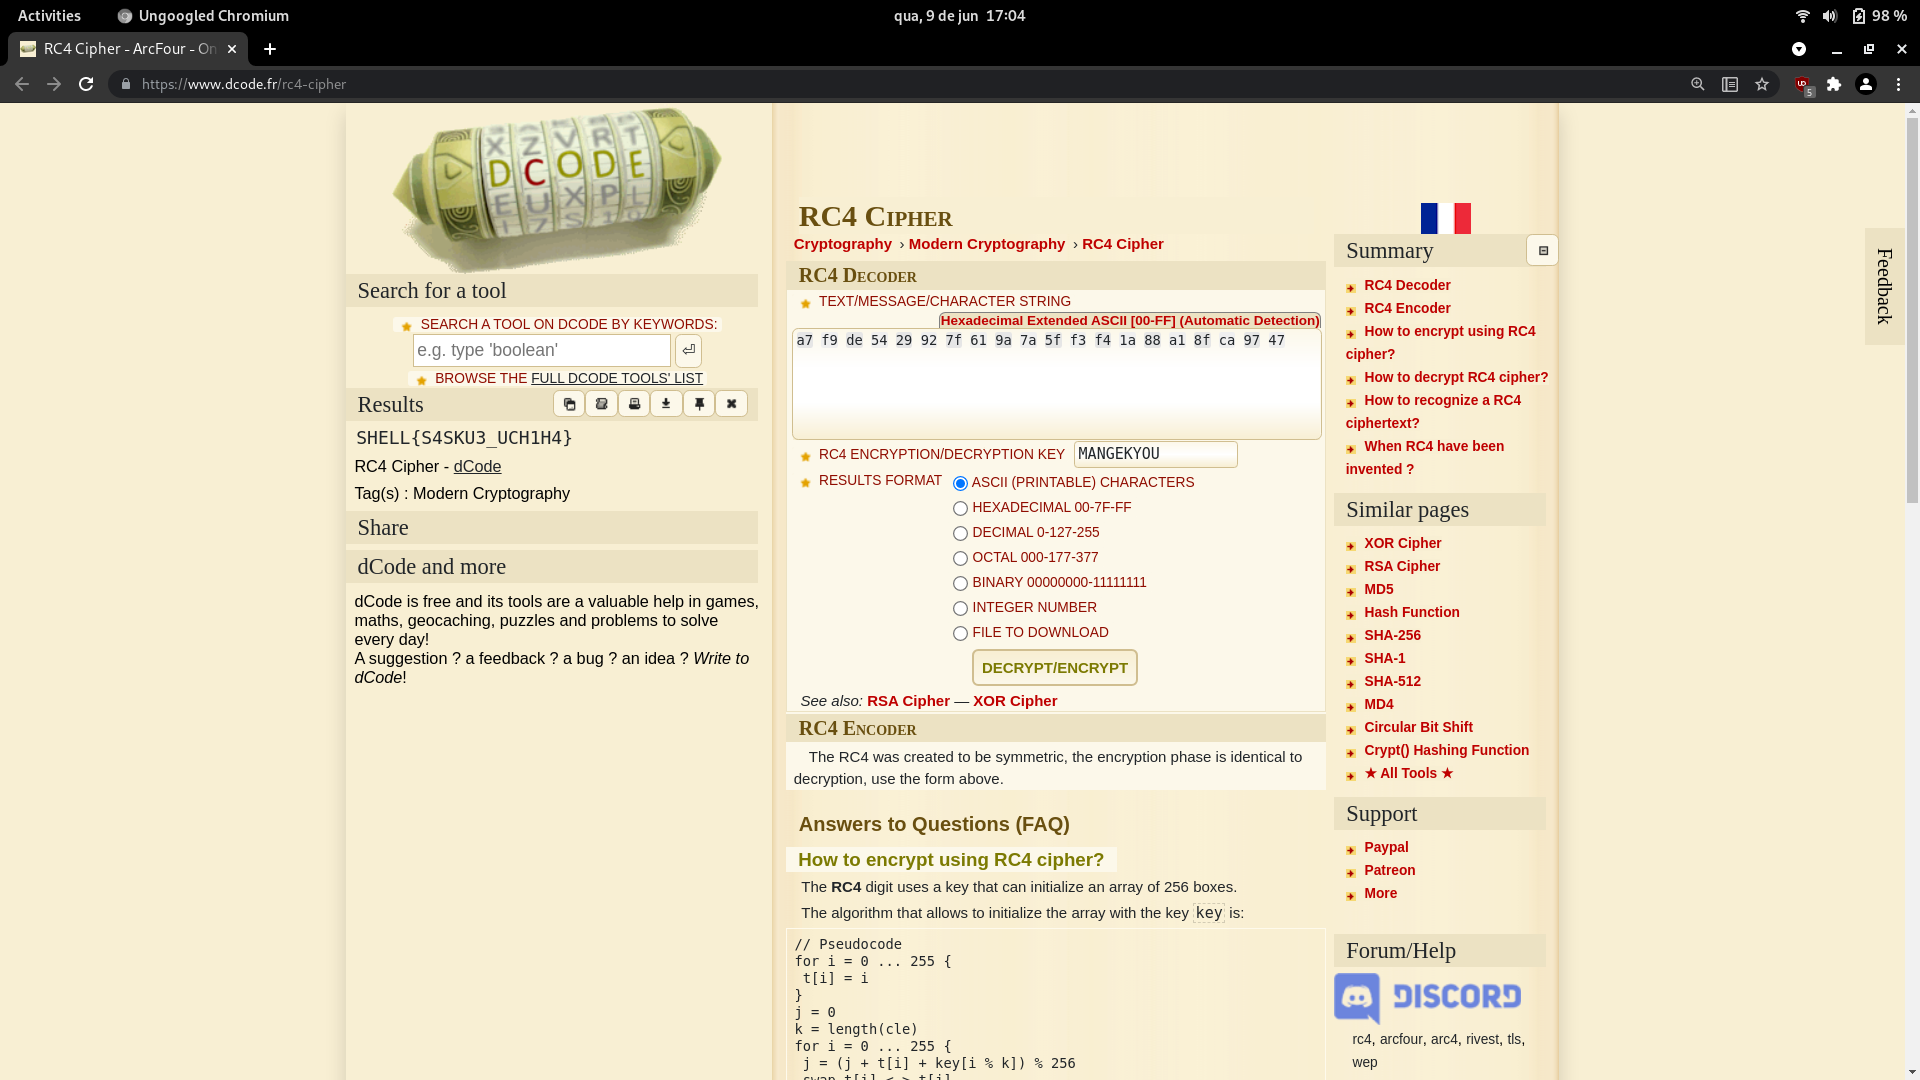 Activities
Ungoogled Chromium
qua, 9 de jun 17:04
98 %
RC4 Cipher - ArcFour - On
https://www.dcode.fr/rc4-cipher
5
XZVRT
DCODE
EUXPL
Search for a tool
SEARCH A TOOL ON DCODE BY KEYWORDS:
e.g. type 'boolean'
BROWSE THE FULL DCODE TOOLS' LIST
Results
SHELL{S4SKU3_UCH1H4}
RC4 Cipher - dCode
Tag(s) : Modern Cryptography
Share
dCode and more
dCode is free and its tools are a valuable help in games,
maths, geocaching, puzzles and problems to solve
every day!
A suggestion ? a feedback ? a bug ? an idea ? Write to
dCode!
RC4 Cipher
Cryptography › Modern Cryptography › RC4 Cipher
RC4 Decoder
TEXT/MESSAGE/CHARACTER STRING
Hexadecimal Extended ASCII [00-FF] (Automatic Detection)
a7 f9 de 54 29 92 7f 61 9a 7a 5f f3 f4 1a 88 a1 8f ca 97 47
RC4 ENCRYPTION/DECRYPTION KEY MANGEKYOU
RESULTS FORMAT
ASCII (PRINTABLE) CHARACTERS
HEXADECIMAL 00-7F-FF
DECIMAL 0-127-255
OCTAL 000-177-377
BINARY 00000000-11111111
INTEGER NUMBER
FILE TO DOWNLOAD
DECRYPT/ENCRYPT
See also: RSA Cipher — XOR Cipher
RC4 Encoder
The RC4 was created to be symmetric, the encryption phase is identical to
decryption, use the form above.
Answers to Questions (FAQ)
How to encrypt using RC4 cipher?
The RC4 digit uses a key that can initialize an array of 256 boxes.
The algorithm that allows to initialize the array with the key key is:
// Pseudocode
for i = 0 ... 255 {
t[i] = i
}
j = 0
k = length(cle)
for i = 0 ... 255 {
j = (j + t[i] + key[i % k]) % 256
Summary
RC4 Decoder
RC4 Encoder
How to encrypt using RC4
cipher?
How to decrypt RC4 cipher?
How to recognize a RC4
ciphertext?
When RC4 have been
invented ?
Similar pages
XOR Cipher
RSA Cipher
MD5
Hash Function
SHA-256
SHA-1
SHA-512
MD4
Circular Bit Shift
Crypt() Hashing Function
★ All Tools ★
Support
Paypal
Patreon
More
Forum/Help
DISCORD
rc4, arcfour, arc4, rivest, tls,
wep
Feedback